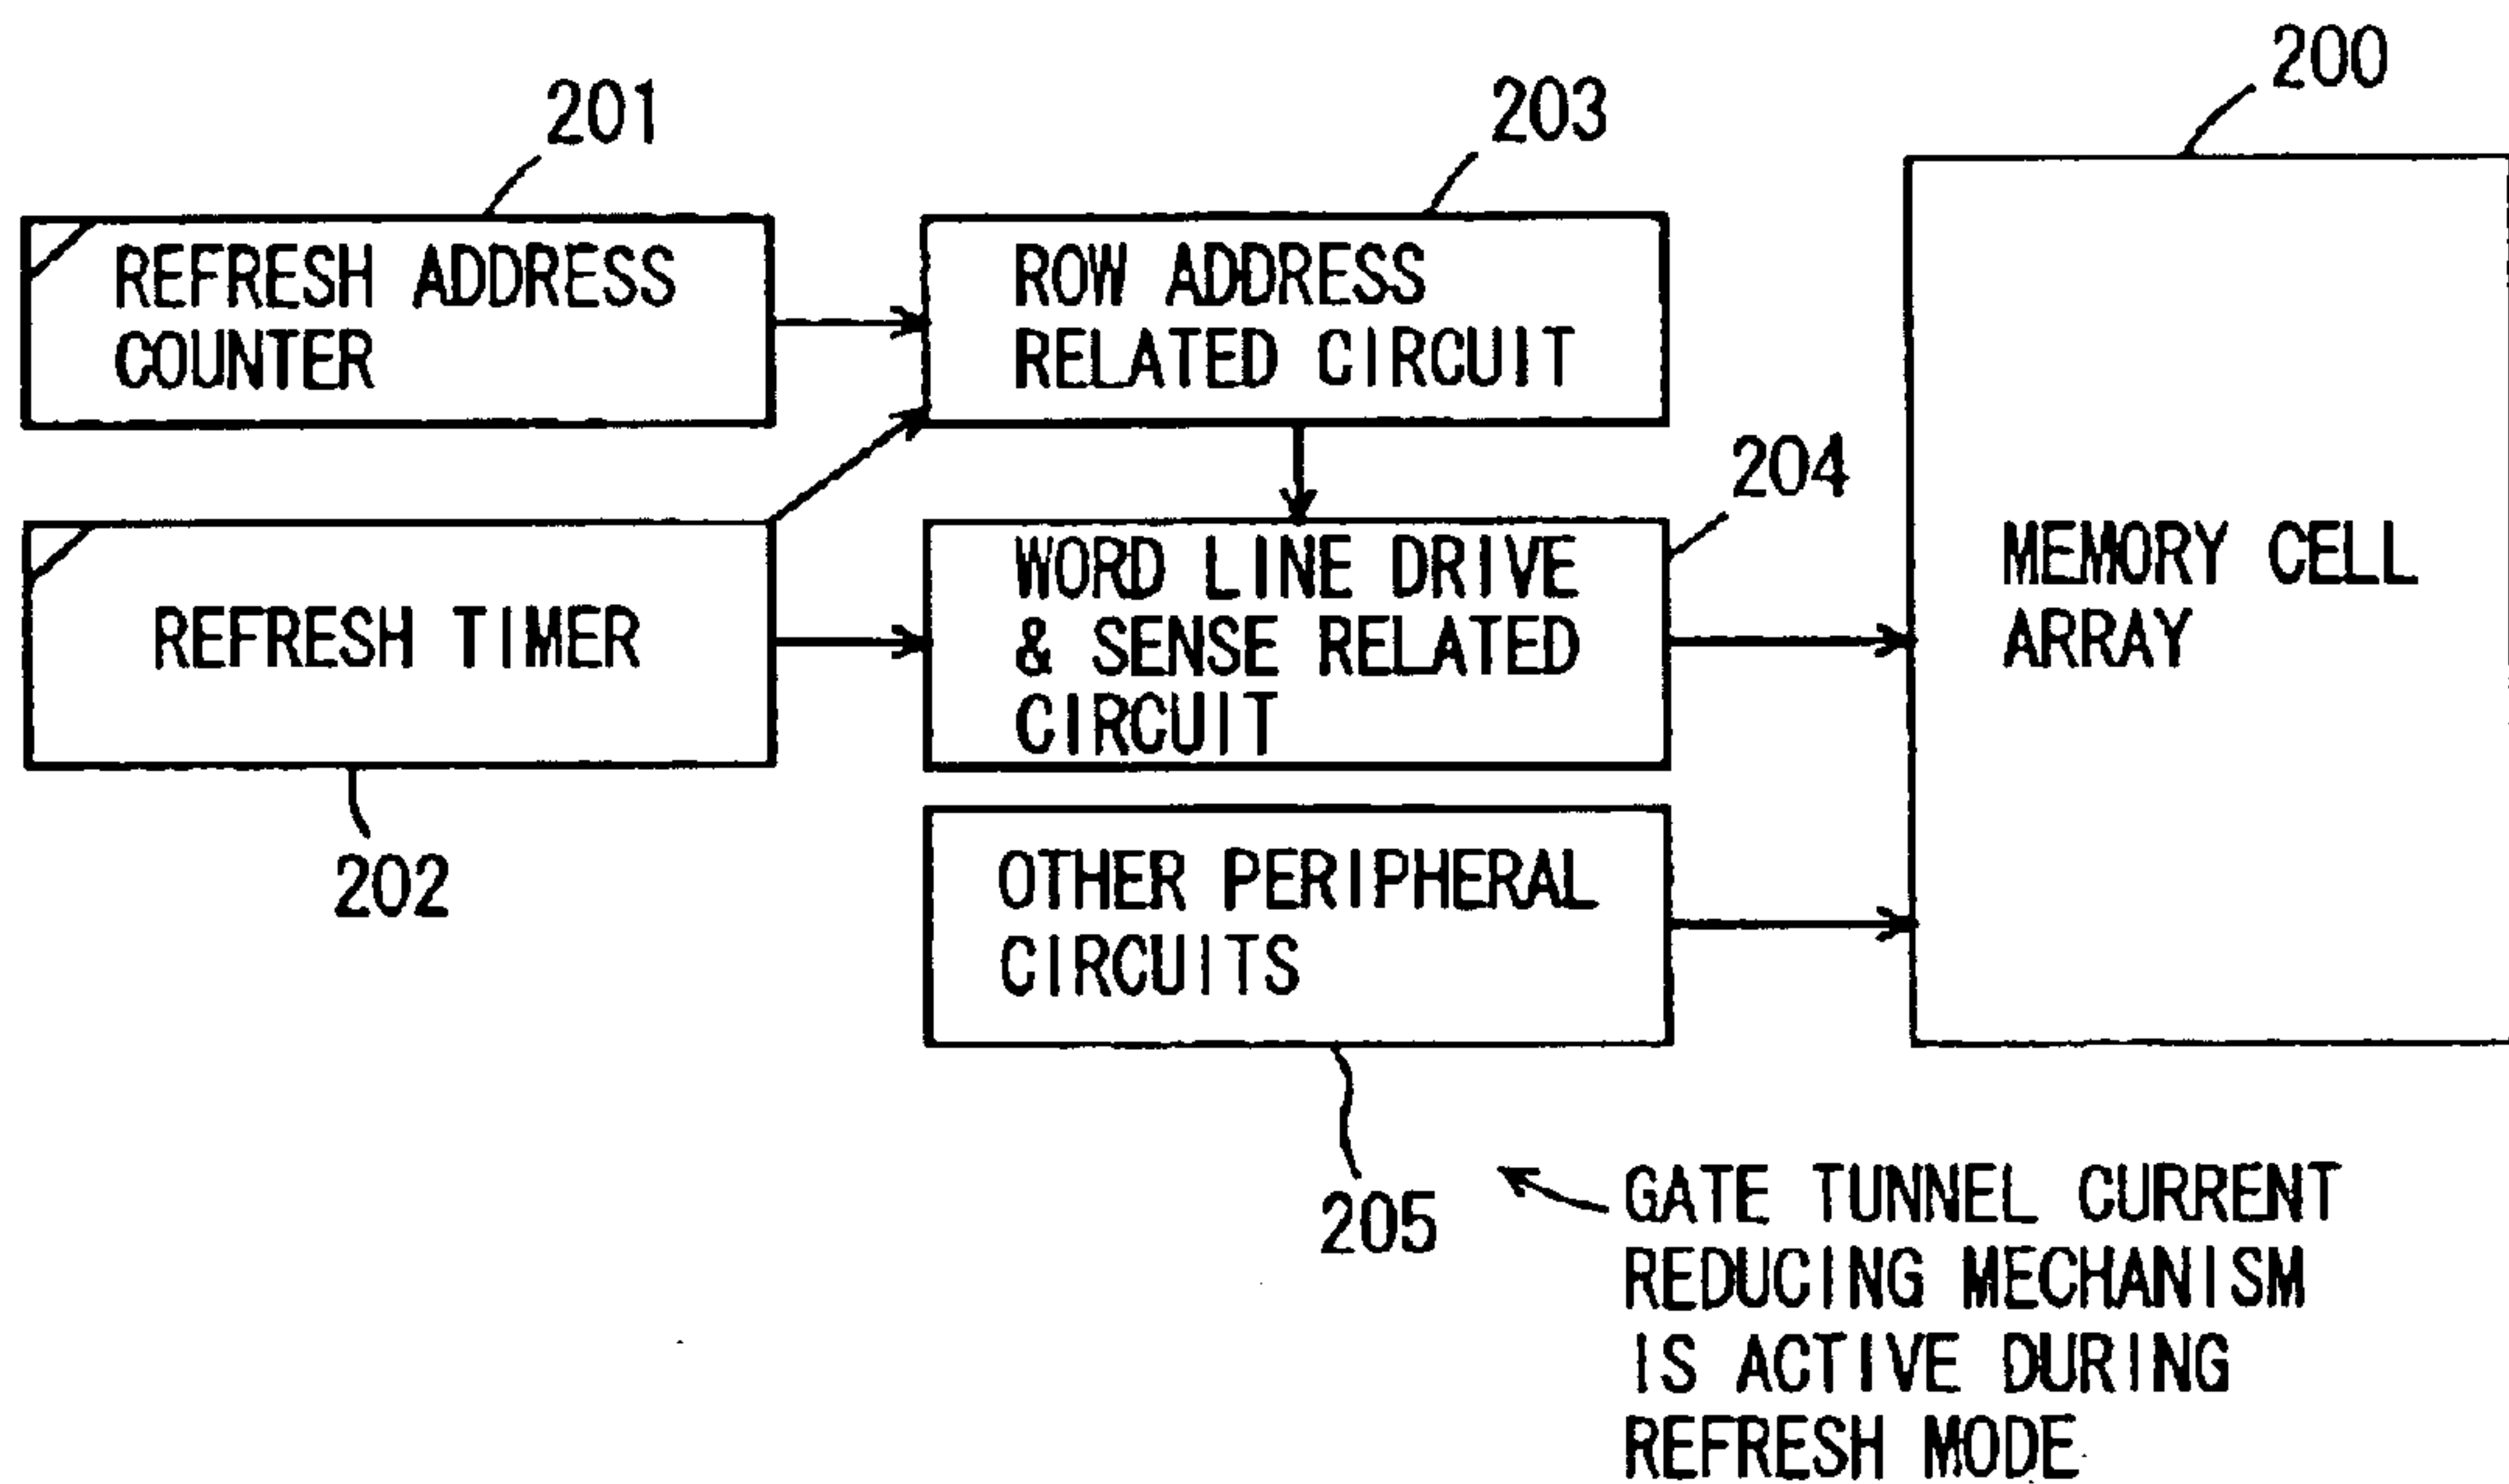 201
203
200
REFRESH ADDRESS
COUNTER
ROW ADDRESS
RELATED CIRCUIT
204
REFRESH TIMER
WORD LINE DRIVE
& SENSE RELATED
CIRCUIT
MEMORY CELL
ARRAY
202
OTHER PERIPHERAL
CIRCUITS
205
GATE TUNNEL CURRENT
REDUCING MECHANISM
IS ACTIVE DURING
REFRESH MODE